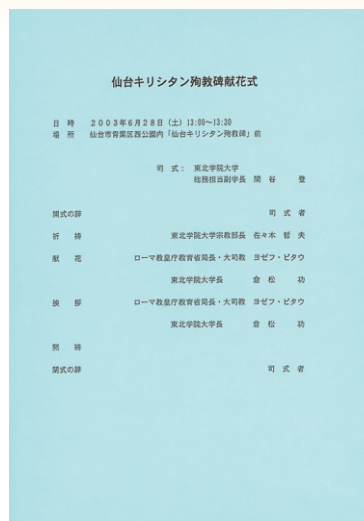 仙台キリシタン殉教碑献花式
日　時　２００３年６月２８日（土）13:00〜13:30
場　所　仙台市青葉区西公園内「仙台キリシタン殉教碑」前
司　式：　東北学院大学
総務担当副学長　関　谷　　登
開式の辞　司　式　者
祈　祷　東北学院大学宗教部長　佐々木　哲　夫
献　花　ローマ教皇庁教育省局長・大司教　ヨゼフ・ピタウ
東北学院大学長　倉　松　　功
挨　拶　ローマ教皇庁教育省局長・大司教　ヨゼフ・ピタウ
東北学院大学長　倉　松　　功
黙　祷
閉式の辞　司　式　者